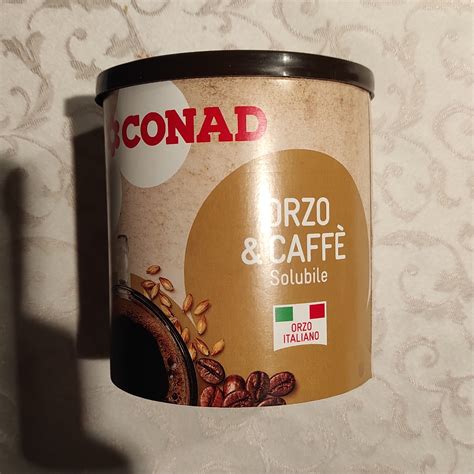 CONAD
ORZO
& CAFFÈ
Solubile
ORZO
ITALIANO